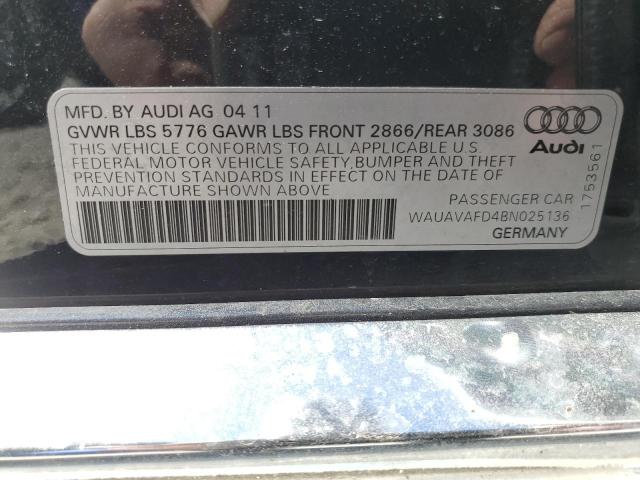 MFD. BY AUDI AG 04 11
GVWR LBS 5776 GAWR LBS FRONT 2866/REAR 3086
THIS VEHICLE CONFORMS TO ALL APPLICABLE U.S.
FEDERAL MOTOR VEHICLE SAFETY,BUMPER AND THEFT
PREVENTION STANDARDS IN EFFECT ON THE DATE OF
MANUFACTURE SHOWN ABOVE
Audi
1753561
PASSENGER CAR
WAUAVAFD4BN025136
GERMANY